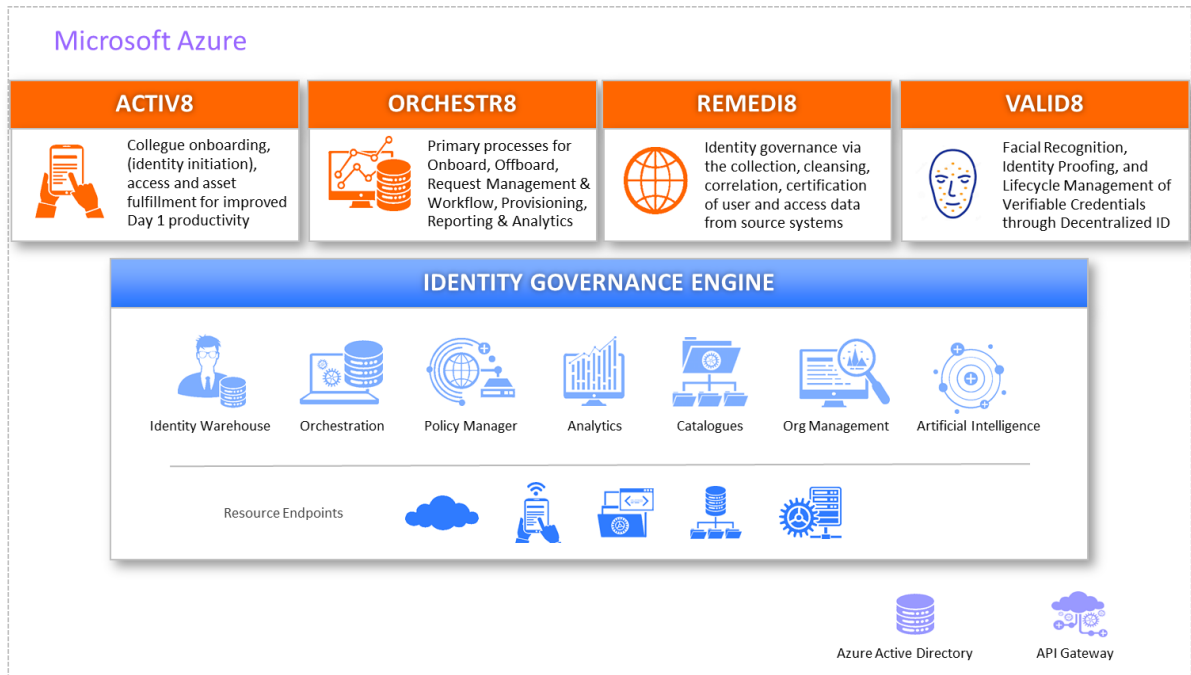 Microsoft Azure
ACTIV8
Collegue onboarding,
(identity initiation),
access and asset
fulfillment for improved
Day 1 productivity
ORCHESTR8
Primary processes for
Onboard, Offboard,
Request Management &
Workflow, Provisioning,
Reporting & Analytics
REMEDI8
Identity governance via
the collection, cleansing,
correlation, certification
of user and access data
from source systems
VALID8
Facial Recognition,
Identity Proofing, and
Lifecycle Management of
Verifiable Credentials
through Decentralized ID
IDENTITY GOVERNANCE ENGINE
Identity Warehouse
Orchestration
Policy Manager
Analytics
Catalogues
Org Management
Artificial Intelligence
Resource Endpoints
Azure Active Directory
API Gateway